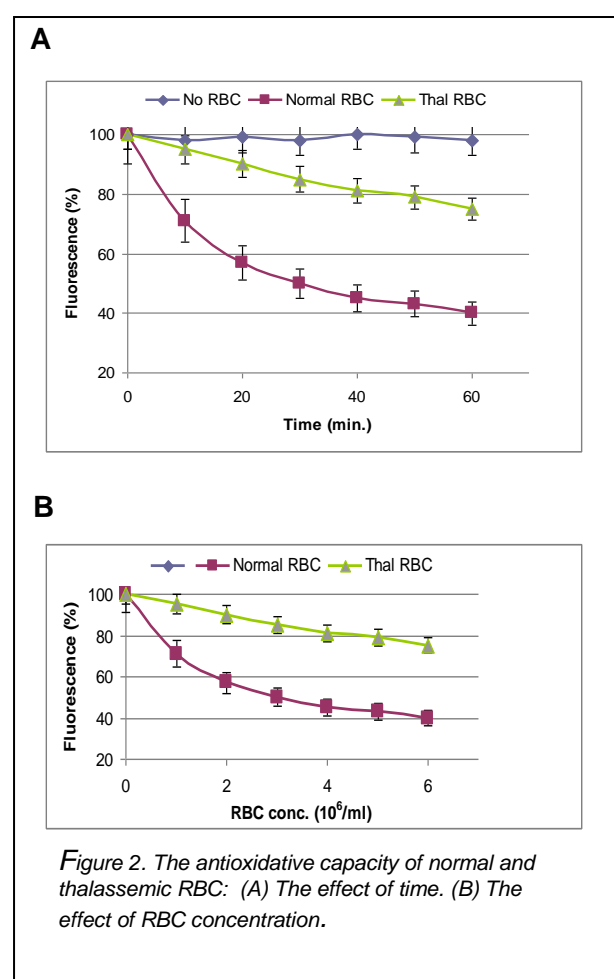 A
No RBC Normal RBC Thal RBC
100
80
60
40
20
Fluorescence (%)
0 20 40 60
Time (min.)
B
Normal RBC Thal RBC
100
80
60
40
20
Fluorescence (%)
0 2 4 6
RBC conc. (10⁶/ml)
Figure 2. The antioxidative capacity of normal and
thalassemic RBC: (A) The effect of time. (B) The
effect of RBC concentration.